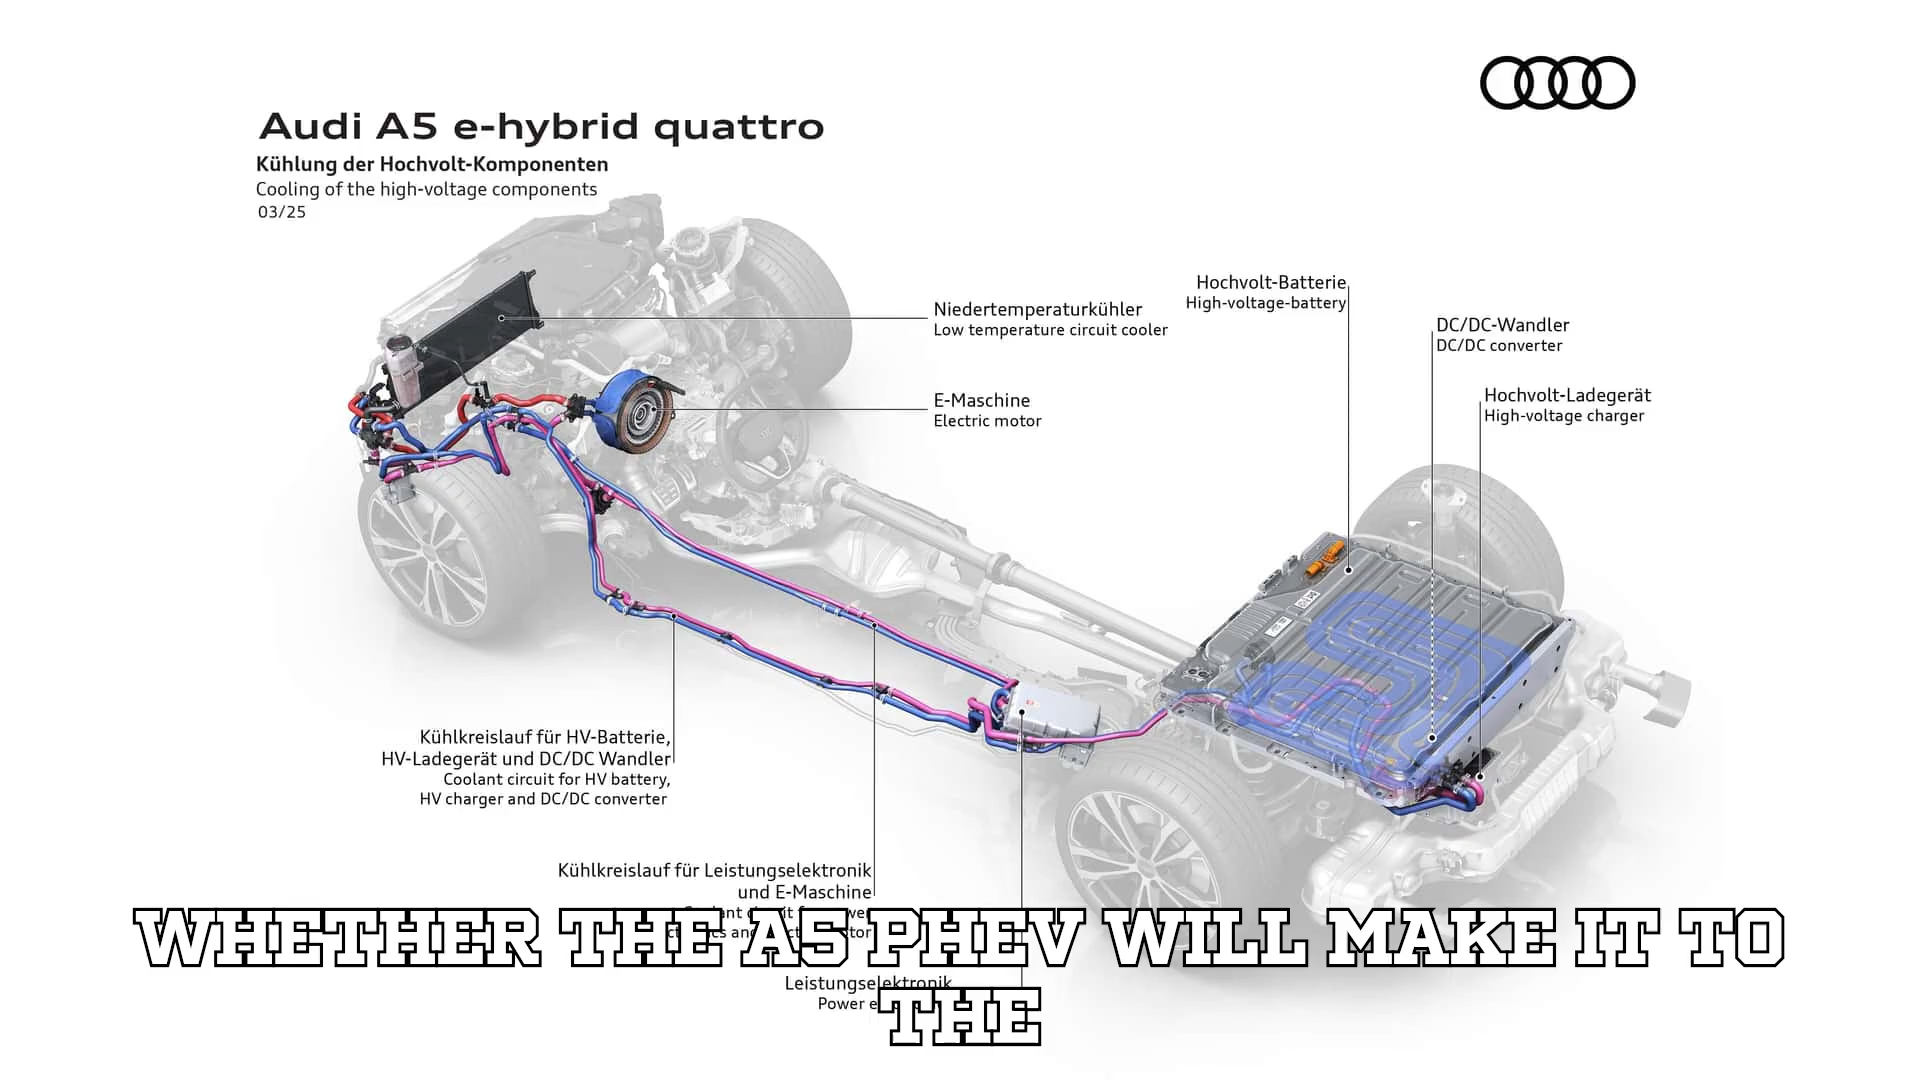 Audi A5 e-hybrid quattro
Kühlung der Hochvolt-Komponenten
Cooling of the high-voltage components
03/25
Niedertemperaturkühler
Low temperature circuit cooler
E-Maschine
Electric motor
Hochvolt-Batterie
High-voltage-battery
DC/DC-Wandler
DC/DC converter
Hochvolt-Ladegerät
High-voltage charger
Kühlkreislauf für HV-Batterie,
HV-Ladegerät und DC/DC Wandler
Coolant circuit for HV battery,
HV charger and DC/DC converter
Kühlkreislauf für Leistungselektronik
und E-Maschine
Leistungselektronik
Power
WHETHER THE A5 PHEV WILL MAKE IT TO
THE